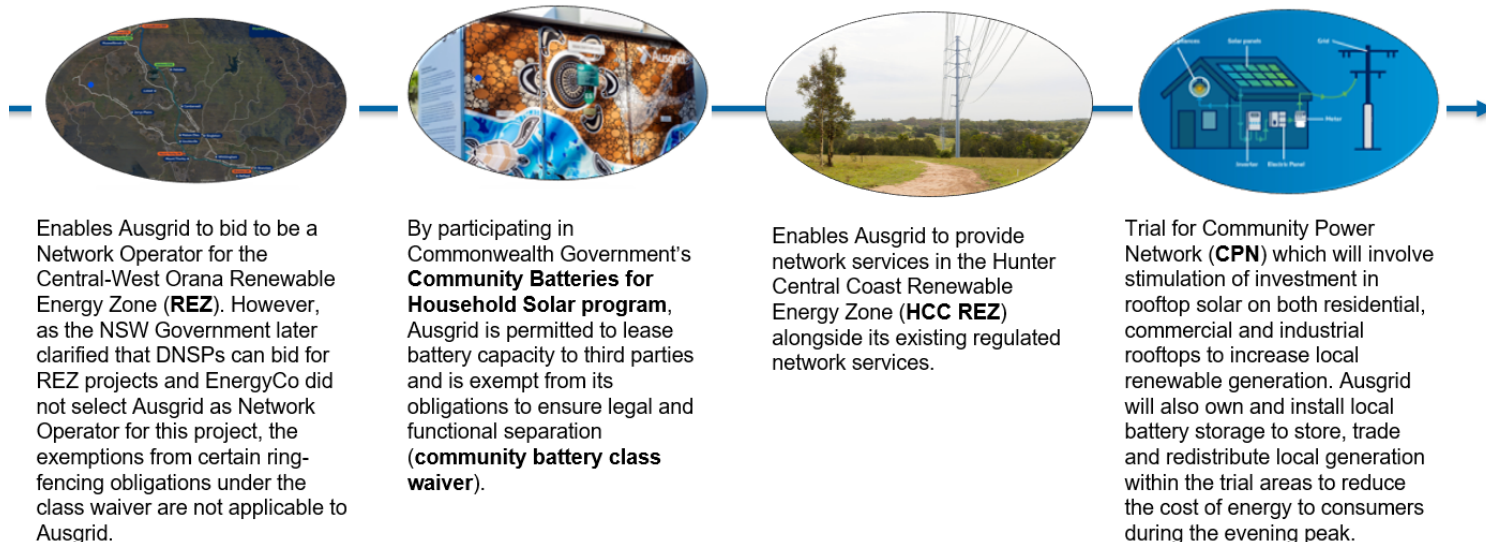 Ausgrid
Solar panels
Grid
Meter
Inverter
Electric Panel
Enables Ausgrid to bid to be a
Network Operator for the
Central-West Orana Renewable
Energy Zone (REZ). However,
as the NSW Government later
clarified that DNSPs can bid for
REZ projects and EnergyCo did
not select Ausgrid as Network
Operator for this project, the
exemptions from certain ring-
fencing obligations under the
class waiver are not applicable to
Ausgrid.
By participating in
Commonwealth Government’s
Community Batteries for
Household Solar program,
Ausgrid is permitted to lease
battery capacity to third parties
and is exempt from its
obligations to ensure legal and
functional separation
(community battery class
waiver).
Enables Ausgrid to provide
network services in the Hunter
Central Coast Renewable
Energy Zone (HCC REZ)
alongside its existing regulated
network services.
Trial for Community Power
Network (CPN) which will involve
stimulation of investment in
rooftop solar on both residential,
commercial and industrial
rooftops to increase local
renewable generation. Ausgrid
will also own and install local
battery storage to store, trade
and redistribute local generation
within the trial areas to reduce
the cost of energy to consumers
during the evening peak.